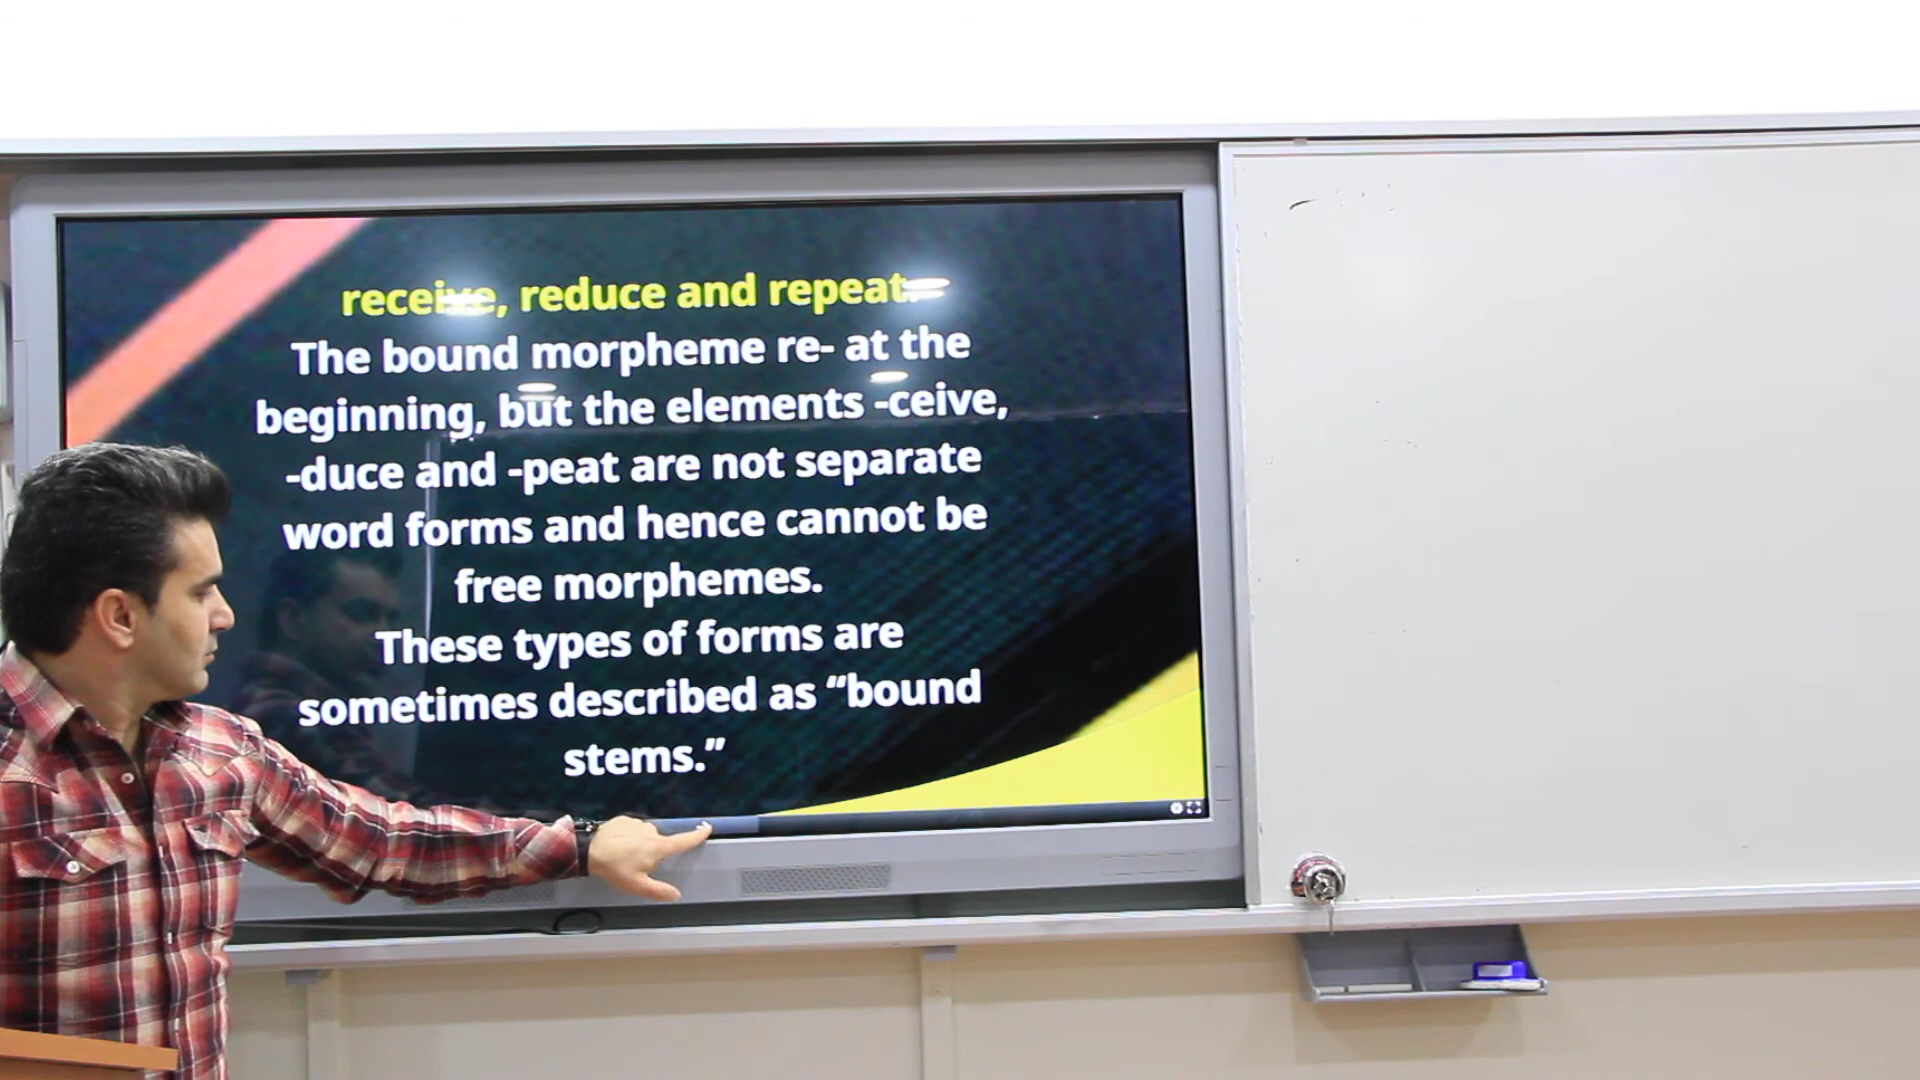 receive, reduce and repeat.
The bound morpheme re- at the
beginning, but the elements -ceive,
-duce and -peat are not separate
word forms and hence cannot be
free morphemes.
These types of forms are
sometimes described as “bound
stems.”